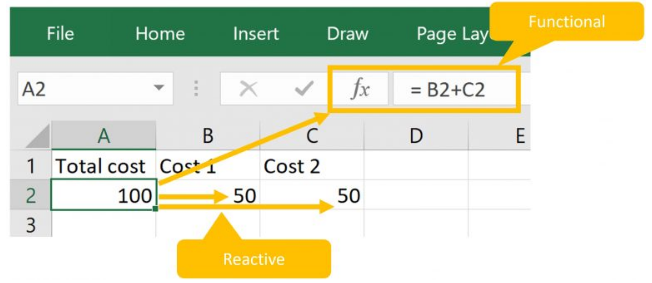 Functional
File Home Insert Draw Page Lay
A2 fx = B2+C2
A B C D E
1 Total cost Cost 1 Cost 2
2 100 50 50
3
Reactive